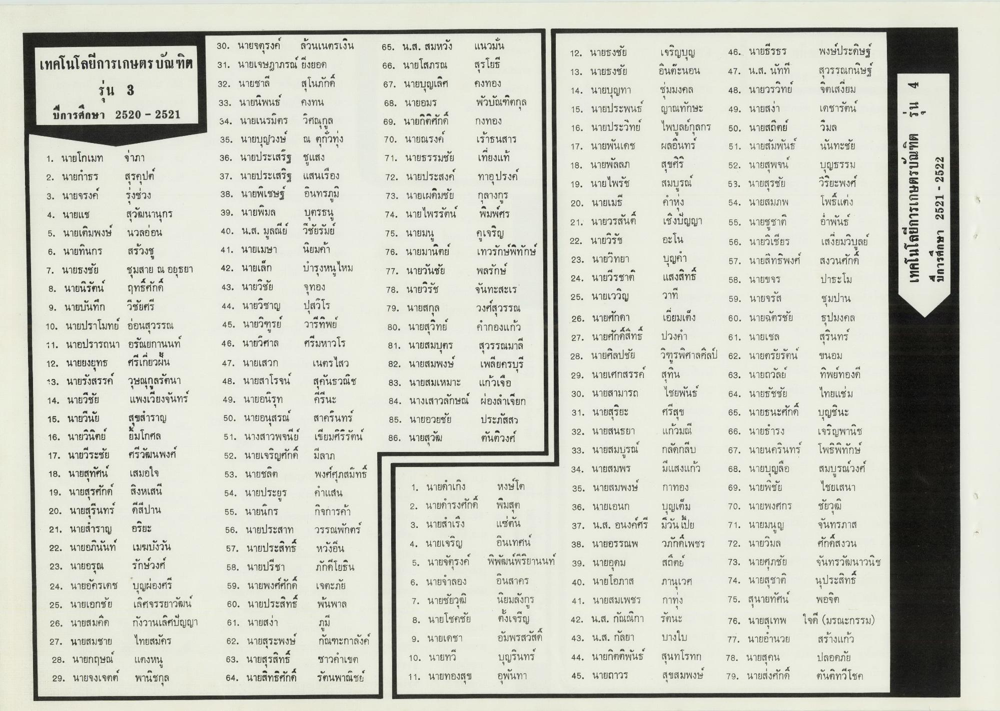 เทคโนโลยีการเกษตรบัณฑิต
รุ่น 3
ปีการศึกษา 2520 - 2521
1. นายโกเมท จ่าภา
2. นายกำธร สุรคุปต์
3. นายจรงค์ รุ่งช่วง
4. นายแช สุวัฒนานุกร
5. นายเติมพงษ์ นวลอ่อน
6. นายทินกร สร้วงชู
7. นายธงชัย ชุมสาย ณ อยุธยา
8. นายนิรัตน์ ฤทธิ์ศักดิ์
9. นายบันทึก วิชัยศรี
10. นายปราโมทย์ อ่อนสุวรรณ
11. นาอปรารถนา อรัณยกานนท์
12. นายยงยุทธ ศรีเกี่ยวฝั้น
13. นายรังสรรค์ วุษณุกูลรัตนา
14. นายวิชัย แพงเวียงจันทร์
15. นายวินัย สุขสำราญ
16. นายวินิตย์ ยิ้มโกศล
17. นายวีระชัย ศรีวัฒนพงศ์
18. นายสุทัศน์ เสมอใจ
19. นายสุรศักด์ สิงหเสนี
20. นายสุรินทร์ ดีสีปาน
21. นายสำราญ อริยะ
22. นายอภินันท์ เมฆบังวัน
23. นายอรุณ รักษ์วงศ์
24. นายอัครเดช บุญผ่องศรี
25. นายเอกชัย เลิศจรรยาวัฒน์
26. นายสมคิด กังวานเลิศปัญญา
27. นายสมชาย ไทยสมัคร
28. นายกฤษณ์ แตงหนู
29. นายจงเจตต์ พานิชกุล
30. นายจตุรงค์ ล้วนเนตรเงิน
31. นายเจษฎาภรณ์ ยิ่งยอด
32. นายชาลี สุโนภักดิ์
33. นายนิพนธ์ คงทน
34. นายเนรมิตร วิศณุกูล
35. นายบุญวงษ์ ณ ตุกั่วทุ่ง
36. นายประเสริฐ ชูแสง
37. นายประเสริฐ แสนเรือง
38. นายพิเชษฐ์ อินทรภูมิ
39. นายพิมล บุตรธนู
40. น.ส. มูลณีย์ วิชัยรัมย์
41. นายเมษา นิยมค้า
42. นายเล็ก บำรุงหนูไหม
43. นายวิชัย จุทอง
44. นายวิชาญ ปุสวิโร
45. นายวิฑูรย์ วารีทิพย์
46. นายวิศาล ศรีมหาวโร
47. นายเสวก เนตรไสว
48. นายสาโรจน์ สุคันธวณิช
49. นายอนิรุท คีรีนะ
50. นายอนุสรณ์ สาครินทร์
51. นางสาวพจนีย์ เขียมศิริรัตน์
52. นายเจริญศักดิ์ มีลาภ
53. นายชลิต พงศ์ศุภสมิทธิ์
54. นายประยูร คำแสน
55. นายนิกร กิจการค้า
56. นายประสาท วรรณพักตร์
57. นายประสิทธิ์ หวังอีน
58. นายปรีชา ภักดีโยธิน
59. นายพงศ์ศักดิ์ เจตะภัย
60. นายประสิทธิ์ พ้นพาล
61. นายสง่า ภูมี
62. นายสุระพงษ์ กัณฑะกาลังค์
63. นายสุรสิทธิ์ ซาวคำเขต
64. นายสิทธิศักดิ์ รัตนพาณิชย์
65. น.ส. สมหวัง แนวมั่น
66. นายโสภรณ สุรโยธี
67. นายบุญเลิศ คงทอง
68. นายอมร พัวบัณฑิตกุล
69. นายกิติศักดิ์ กงทอง
70. นายณรงค์ เร้าธนสาร
71. นายธรรมชัย เที่ยงแท้
72. นายประสงค์ ทาอุปรงค์
73. นายเผดิมชัย กุลางกูร
74. นายไพรรัตน์ พิมพ์ศร
75. นายมนู คูเจริญ
76. นายมานิตย์ เทวรักษ์พิทักษ์
77. นายวันชัย พลรักษ์
78. นายวิรัช จันทะสะเร
79. นายสกุล วงศ์สุวรรณ
80. นายสุวิทย์ คำกองแก้ว
81. นายสมบุตร สุวรรณมาลี
82. นายสมพงษ์ เพลียครบุรี
83. นายสมเหมาะ แก้วเจือ
84. นางเสาวลักษณ์ ผ่องลำเจียก
85. นายอวยชัย ประภัสสว
86. นายสุวัฒ ตันติวงศ์
1. นายดำเกิง หงษ์โต
2. นายดำรงศักดิ์ พิมสุต
3. นายสำเริง แซ่ตัน
4. นายเจริญ อินเทศน์
5. นายจัตุรงค์ พิพัฒน์พิริยานนท์
6. นายจำลอง อินสาคร
7. นายชัยวุฒิ นิยมลังกูร
8. นายโชคชัย ตั้งเจริญ
9. นายเดชา อัมพรสวัสดิ์
10. นายทวี บุญรินทร์
11. นายทองสุข อุพันทา
12. นายธงชัย เจริญบุญ
13. นายธงชัย อินต๊ะนอน
14. นายบุญทา ชุ่มมงคล
15. นายประพนธ์ ญาณทักษะ
16. นายประวิทย์ ไพบูลย์กุลกร
17. นายพันเดช ผลอินทร์
18. นายพัลลภ สุขศิริ
19. นายไพรัช สมบูรณ์
20. นายเมธี คำหุ่ง
21. นายวรสันติ์ เชิงปัญญา
22. นายวิรัช อะโน
23. นายวิทยา บุญคำ
24. นายวีรชาติ แสงสิทธิ์
25. นายเววิญ วาที
26. นายศักดา เอี่ยมเต็ง
27. นายศักดิ์สิทธิ์ ปวงคำ
28. นายศิลปชัย วิฑูรพิศาลศิลป์
29. นายเศกสรรค์ สุทิน
30. นายสามารถ ไชยพันธ์
31. นายสุริยะ ศรีสุข
32. นายสนธยา แก้วมณี
33. นายสมบูรณ์ กลัดกลีบ
34. นายสมพร มีแสงแก้ว
35. นายสมพงษ์ กาทอง
36. นายเอนก บุญเต็ม
37. น.ส. อนงค์ศรี มีวันเปีย
38. นายอรรณพ วภักดิ์เพชร
39. นายอุดม สถิตย์
40. นายโอภาส ภานุเวศ
41. นายสมเพชร กาทุ่ง
42. น.ส. กัณณิกา รัตนะ
43. น.ส. กัลยา บางใบ
44. นายกิตติพันธ์ สุนทโรทก
45. นายถาวร สุขสมพงษ์
46. นายธีรธร พงษ์ประดิษฐ์
47. น.ส. นัทที สุวรรณกนิษฐ์
48. นายวรวิทย์ จิตเสงี่ยม
49. นายสง่า เดชารัตน์
50. นายสถิตย์ วิมล
51. นายสัมพันธ์ นันทะชัย
52. นายสุพจน์ บุญธรรม
53. นายสุรชัย วิริยะพงศ์
54. นายสมภพ โพธิ์แต่ง
55. นายชูชาติ อ่ำพันธ์
56. นายวิเชียร เสงี่ยมวิบูลย์
57. นายสิทธิพงศ์ สงวนศักดิ์
58. นายขจร ปาธะโม
59. นายจรัส ชุมปาน
60. นายฉัตรชัย ธุปมงคล
61. นายเชล สุรินทร์
62. นายตรัยรัตน์ ขนอม
63. นายถวัลย์ ทิพย์ทองดี
64. นายธัชชัย ไทยแช่ม
65. นายธนะศักดิ์ บุญชินะ
66. นายธำรง เจริญพานิช
67. นายนครินทร์ โพธิพิทักษ์
68. นายบุญลือ สมบูรณ์วงศ์
69. นายพิชัย ไชยเสนา
70. นายพงศกร ชัยวุฒิ
71. นายมนูญ จันทรภาส
72. นายวิมล ศักดิ์สงวน
73. นายศุภชัย จันทรวัฒนาวนิช
74. นายสุชาติ นุประสิทธิ์
75. สุนายทัศน์ พอจิต
76. นายสุเทพ ใจดี (มรณะกรรม)
77. นายอำนวย สร้างแก้ว
78. นายสุคน ปลอดภัย
79. นายส่งศักดิ์ ตันติทวีโชค
เทคโนโลยีการเกษตรบัณฑิต รุ่น 4
ปีการศึกษา 2521 - 2522